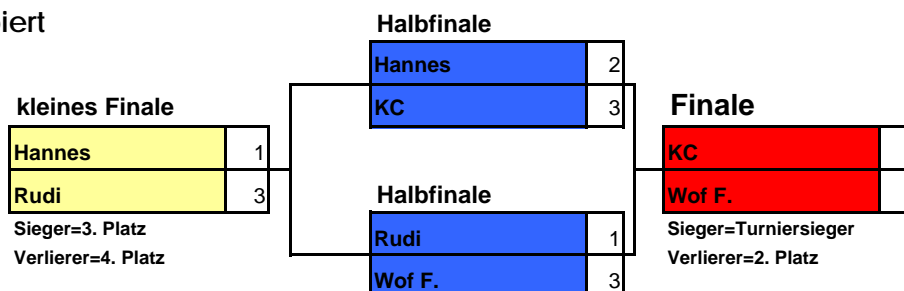 iert
Halbfinale
Hannes 2
KC 3
kleines Finale
Hannes 1
Rudi 3
Sieger=3. Platz
Verlierer=4. Platz
Halbfinale
Rudi 1
Wof F. 3
Finale
KC
Wof F.
Sieger=Turniersieger
Verlierer=2. Platz